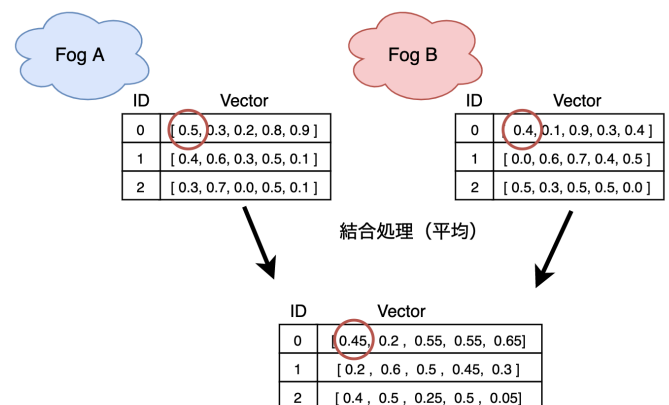 Fog A
Fog B
ID Vector
0 [ 0.5, 0.3, 0.2, 0.8, 0.9 ]
1 [ 0.4, 0.6, 0.3, 0.5, 0.1 ]
2 [ 0.3, 0.7, 0.0, 0.5, 0.1 ]
ID Vector
0 [ 0.4, 0.1, 0.9, 0.3, 0.4 ]
1 [ 0.0, 0.6, 0.7, 0.4, 0.5 ]
2 [ 0.5, 0.3, 0.5, 0.5, 0.0 ]
結合処理（平均）
ID Vector
0 [ 0.45, 0.2 , 0.55, 0.55, 0.65]
1 [ 0.2 , 0.6 , 0.5 , 0.45, 0.3 ]
2 [ 0.4 , 0.5 , 0.25, 0.5 , 0.05]